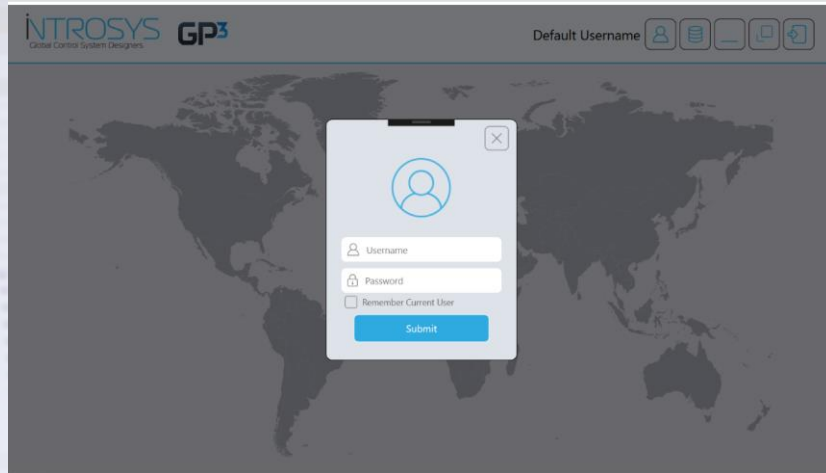 iNTROSYS
Global Control System Designers
GP3
Default Username
Username
Password
Remember Current User
Submit